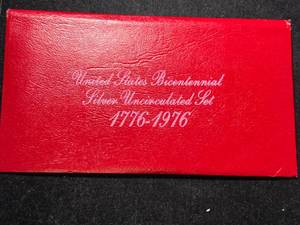 United States Bicentennial
Silver Uncirculated Set
1776-1976